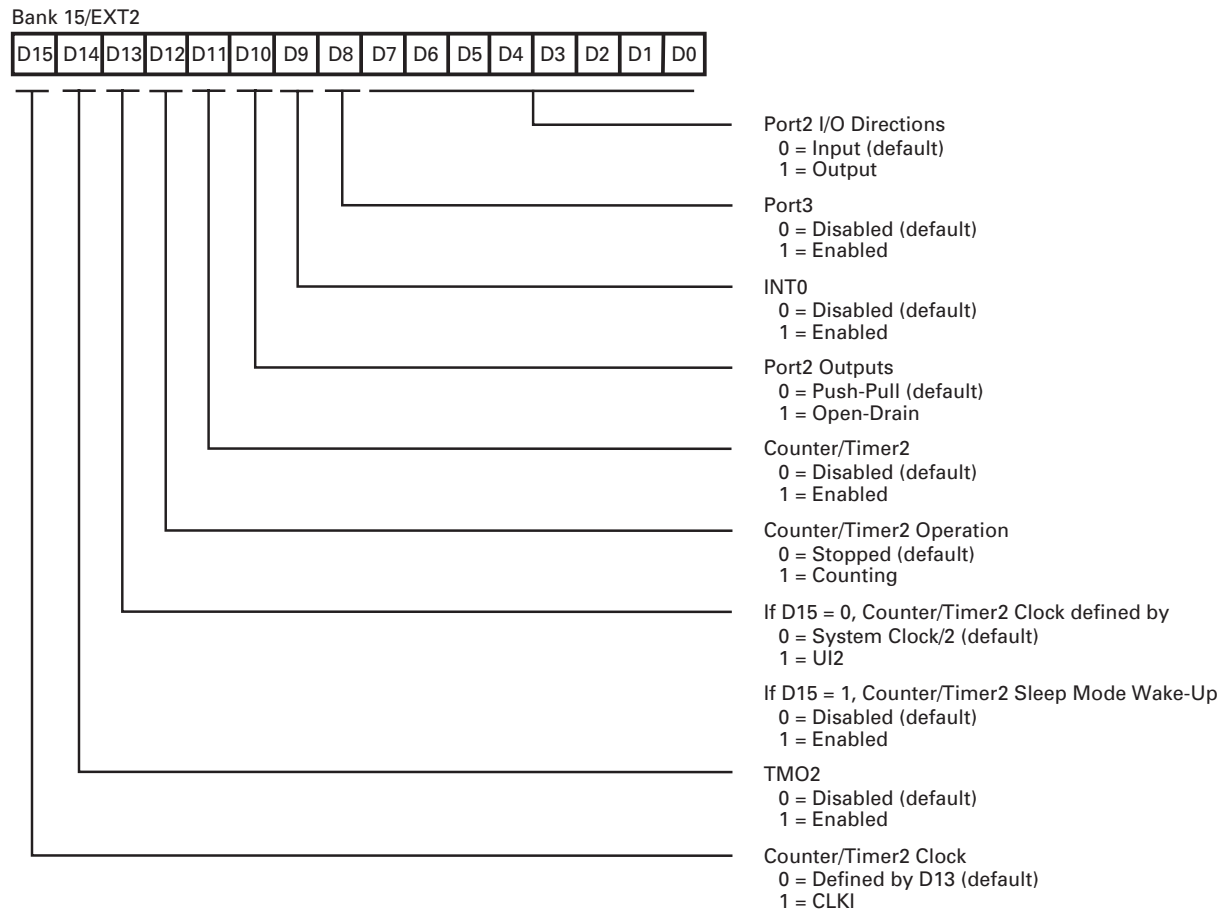 Bank 15/EXT2
D15 D14 D13 D12 D11 D10 D9 D8 D7 D6 D5 D4 D3 D2 D1 D0
Port2 I/O Directions
0 = Input (default)
1 = Output
Port3
0 = Disabled (default)
1 = Enabled
INT0
0 = Disabled (default)
1 = Enabled
Port2 Outputs
0 = Push-Pull (default)
1 = Open-Drain
Counter/Timer2
0 = Disabled (default)
1 = Enabled
Counter/Timer2 Operation
0 = Stopped (default)
1 = Counting
If D15 = 0, Counter/Timer2 Clock defined by
0 = System Clock/2 (default)
1 = UI2
If D15 = 1, Counter/Timer2 Sleep Mode Wake-Up
0 = Disabled (default)
1 = Enabled
TMO2
0 = Disabled (default)
1 = Enabled
Counter/Timer2 Clock
0 = Defined by D13 (default)
1 = CLKI